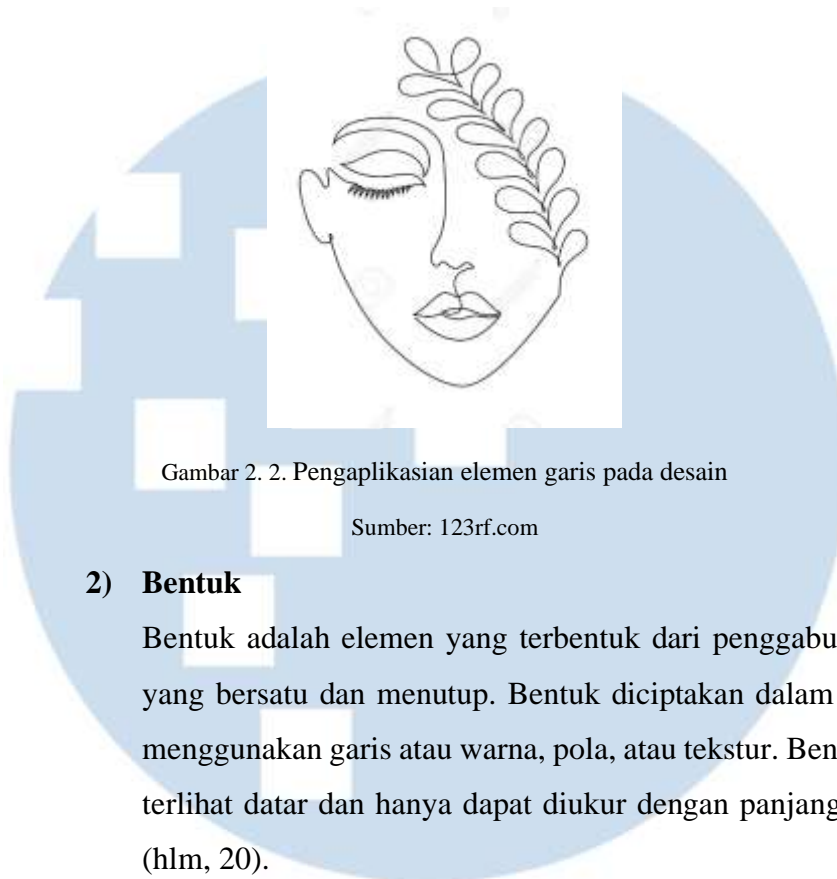 Gambar 2. 2. Pengaplikasian elemen garis pada desain
Sumber: 123rf.com
2) Bentuk
Bentuk adalah elemen yang terbentuk dari penggabu
yang bersatu dan menutup. Bentuk diciptakan dalam
menggunakan garis atau warna, pola, atau tekstur. Ben
terlihat datar dan hanya dapat diukur dengan panjang
(hlm, 20).